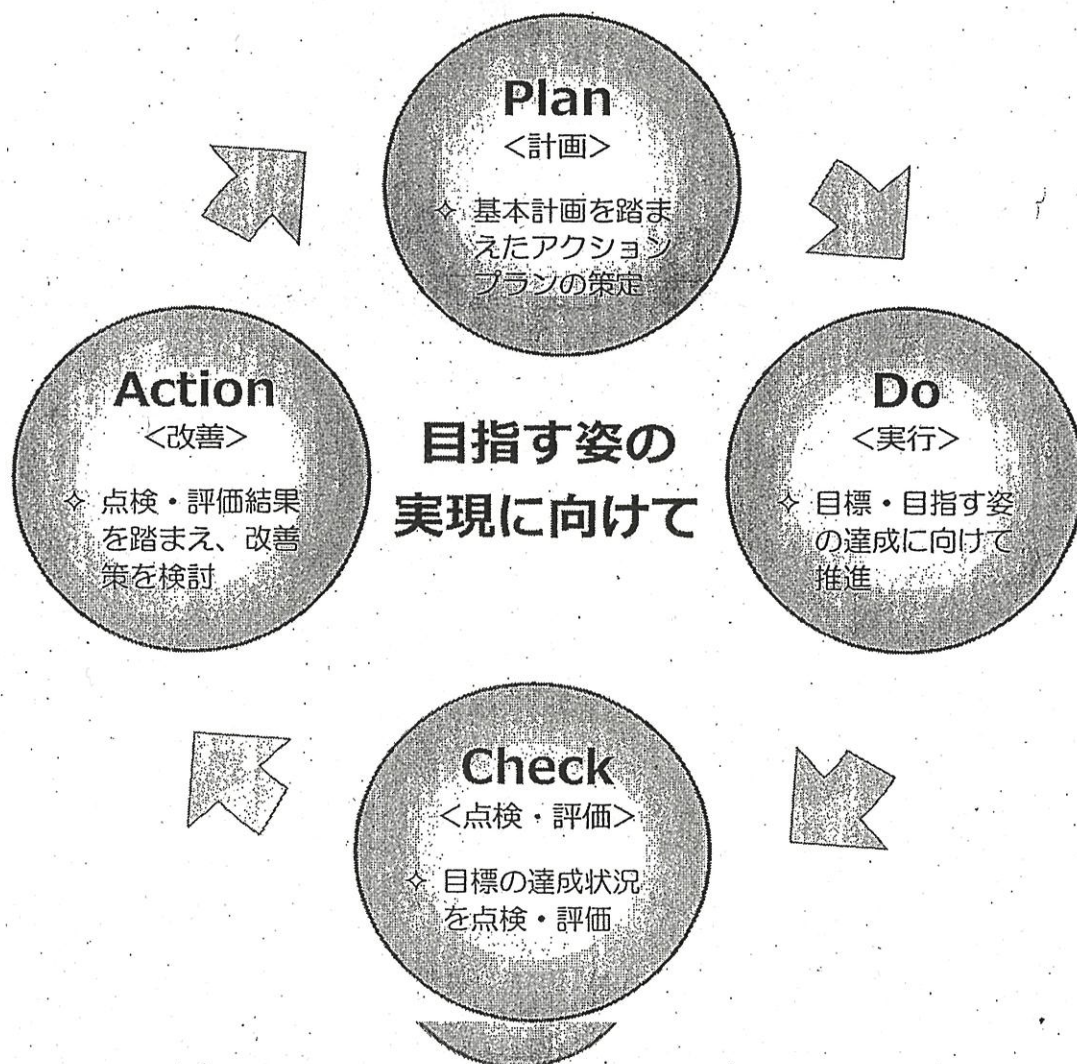 Plan
<計画>
✧ 基本計画を踏ま
えたアクション
プランの策定
Action
<改善>
✧ 点検・評価結果
を踏まえ、改善
策を検討
目指す姿の
実現に向けて
Do
<実行>
✧ 目標・目指す姿
の達成に向けて
推進
Check
<点検・評価>
✧ 目標の達成状況
を点検・評価